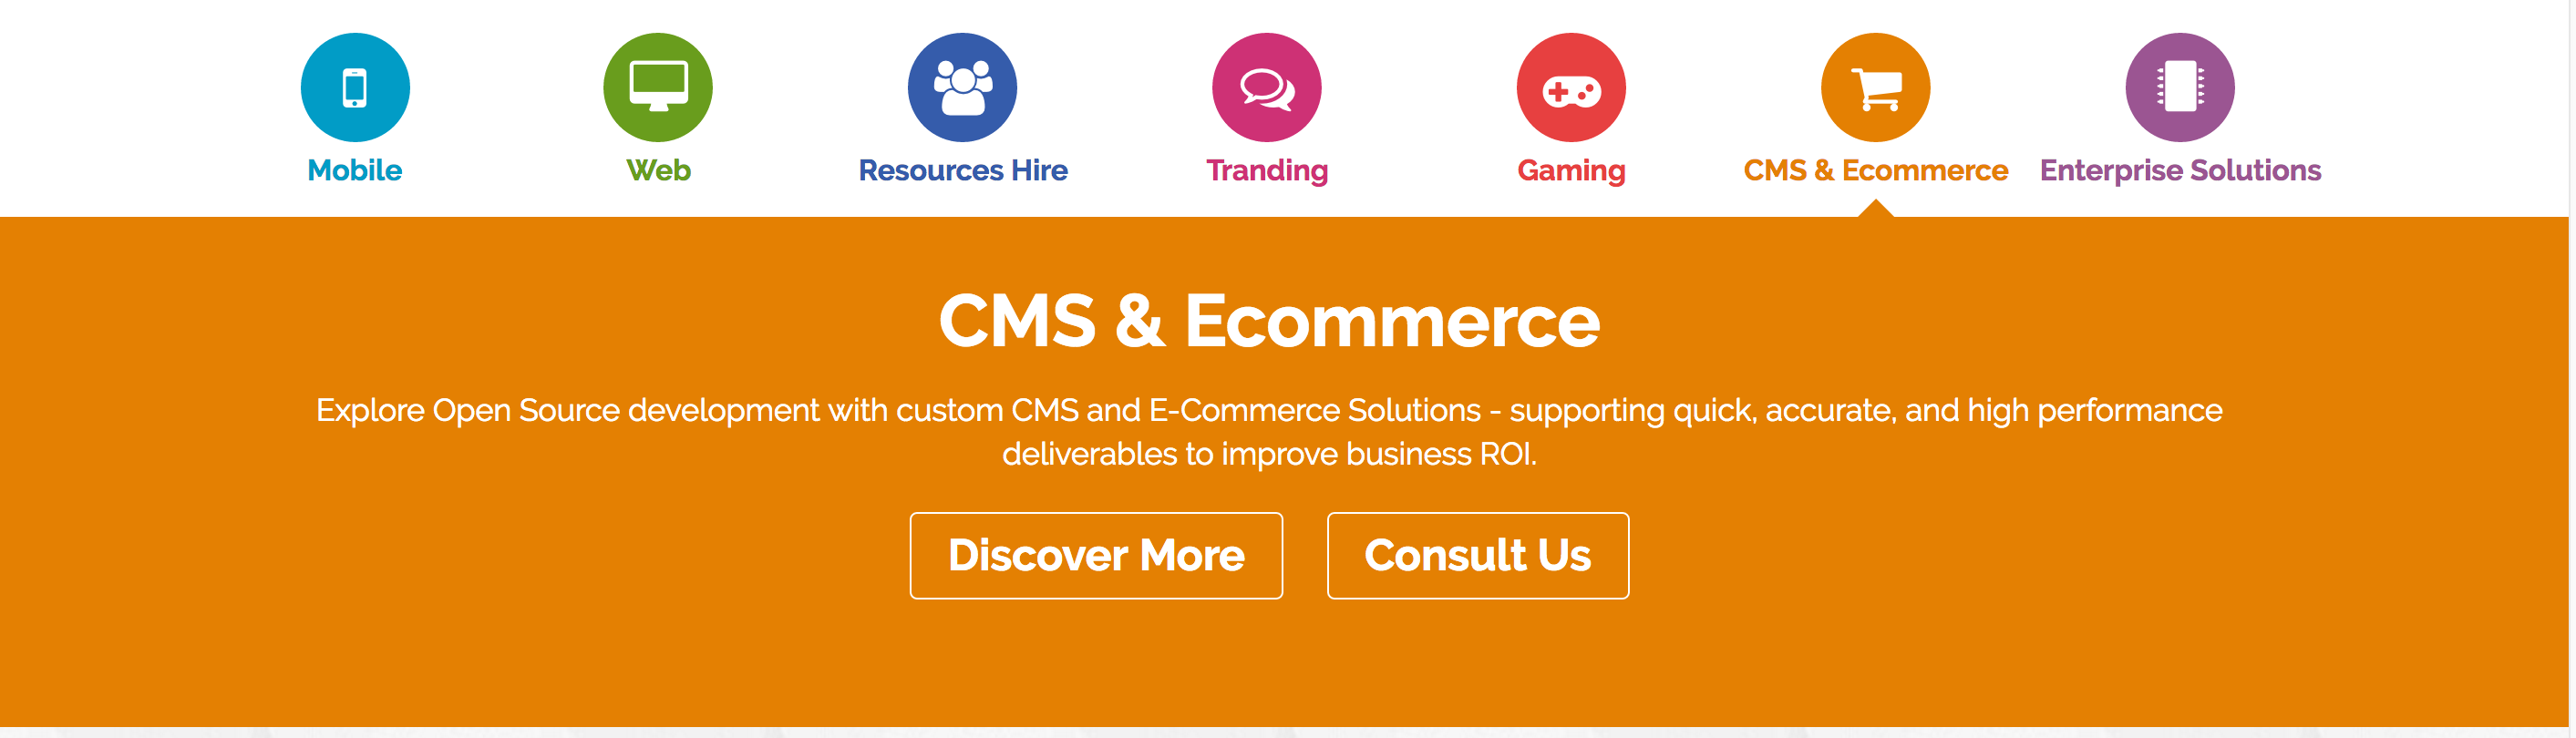 Mobile
Web
Resources Hire
Tranding
Gaming
CMS & Ecommerce
Enterprise Solutions
CMS & Ecommerce
Explore Open Source development with custom CMS and E-Commerce Solutions - supporting quick, accurate, and high performance
deliverables to improve business ROI.
Discover More
Consult Us